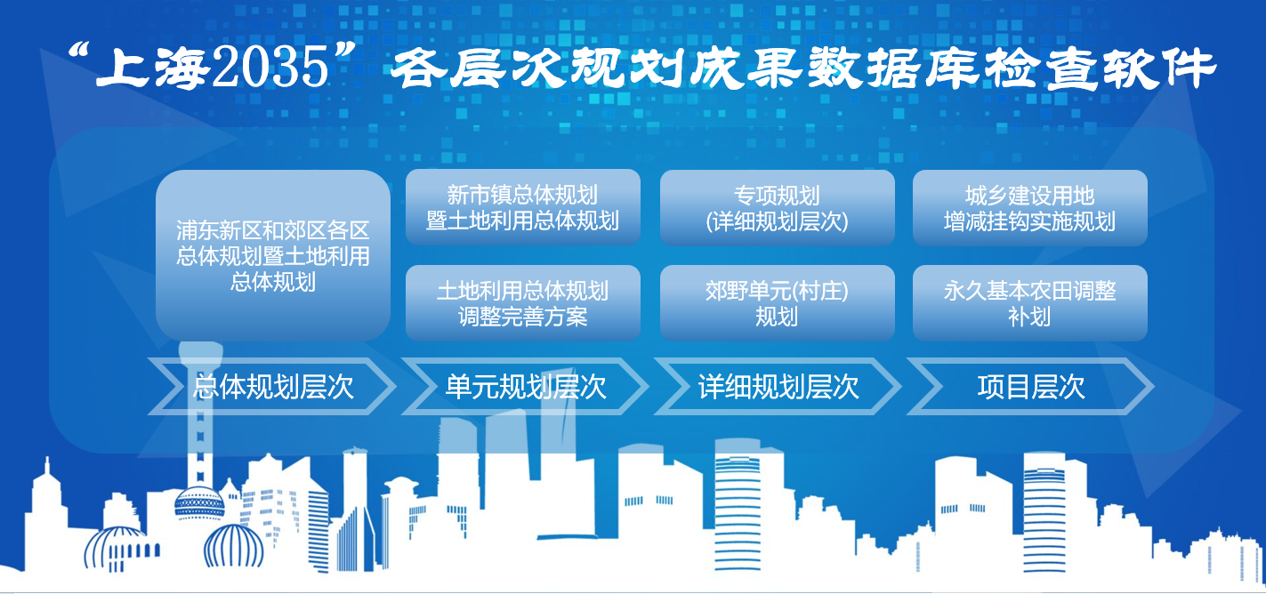 “上海2035”各层次规划成果数据库检查软件
浦东新区和郊区各区
总体规划暨土地利用
总体规划
新市镇总体规划
暨土地利用总体规划
土地利用总体规划
调整完善方案
专项规划
(详细规划层次)
郊野单元(村庄)
规划
城乡建设用地
增减挂钩实施规划
永久基本农田调整
补划
总体规划层次
单元规划层次
详细规划层次
项目层次